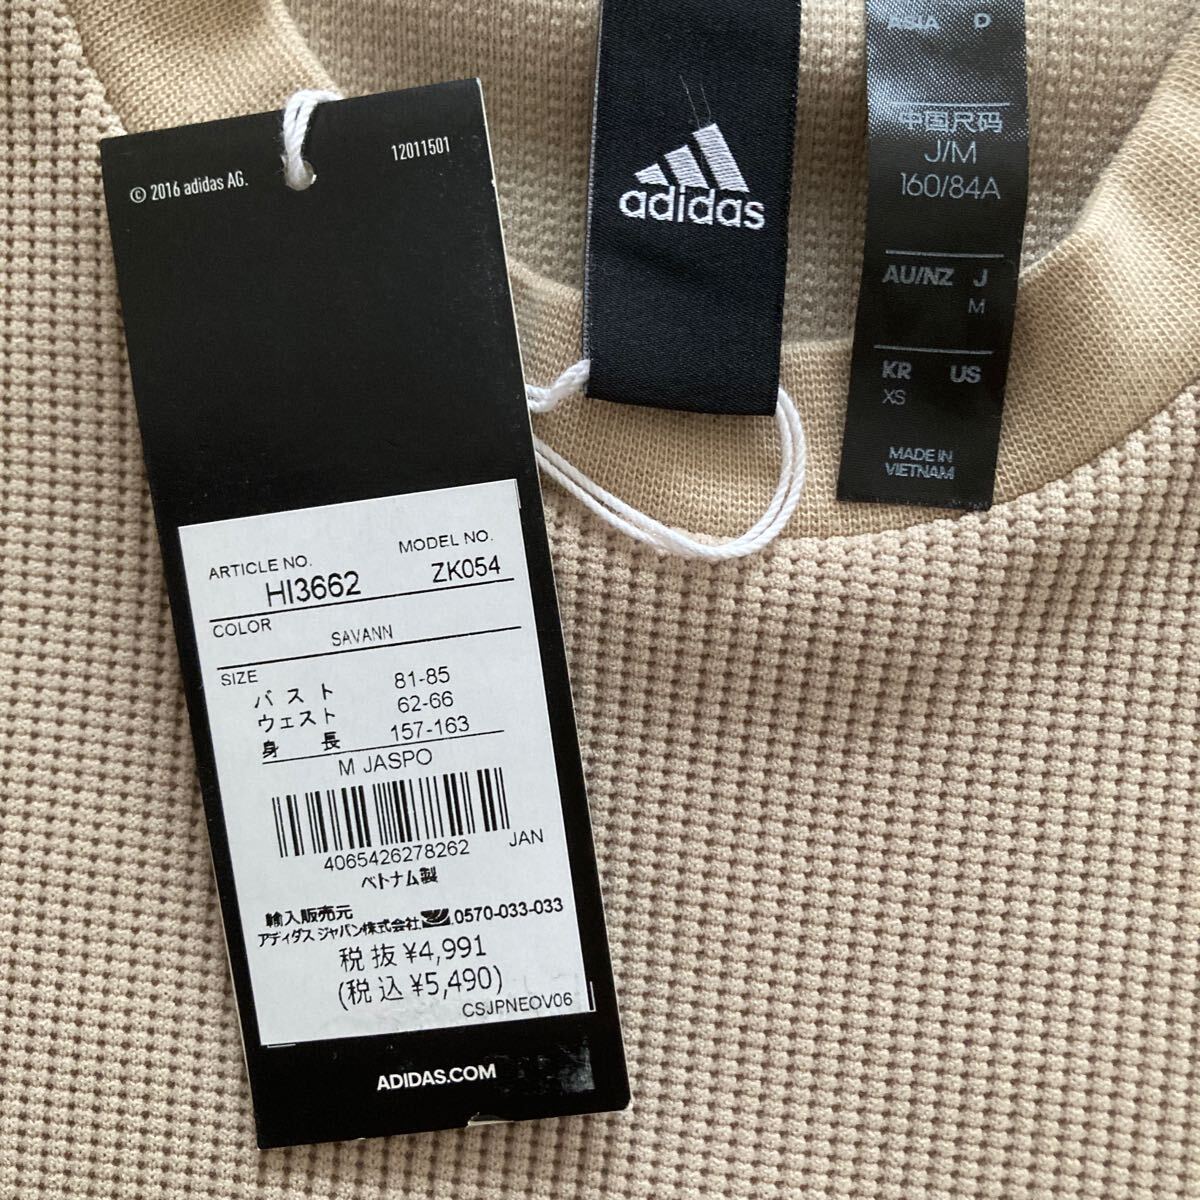 © 2016 adidas AG.
12011501
ARTICLE NO.
MODEL NO.
HI3662
ZK054
COLOR
SAVANN
SIZE
バスト 81-85
ウェスト 62-66
身長 157-163
M JASPO
4065426278262
JAN
ベトナム製
輸入販売元
アディダス ジャパン株式会社 0570-033-033
税抜¥4,991
(税込¥5,490)
CSJPNEOV06
ADIDAS.COM
adidas
ASIA D
中国尺码
J/M
160/84A
AU/NZ J
M
KR US
XS
MADE IN
VIETNAM